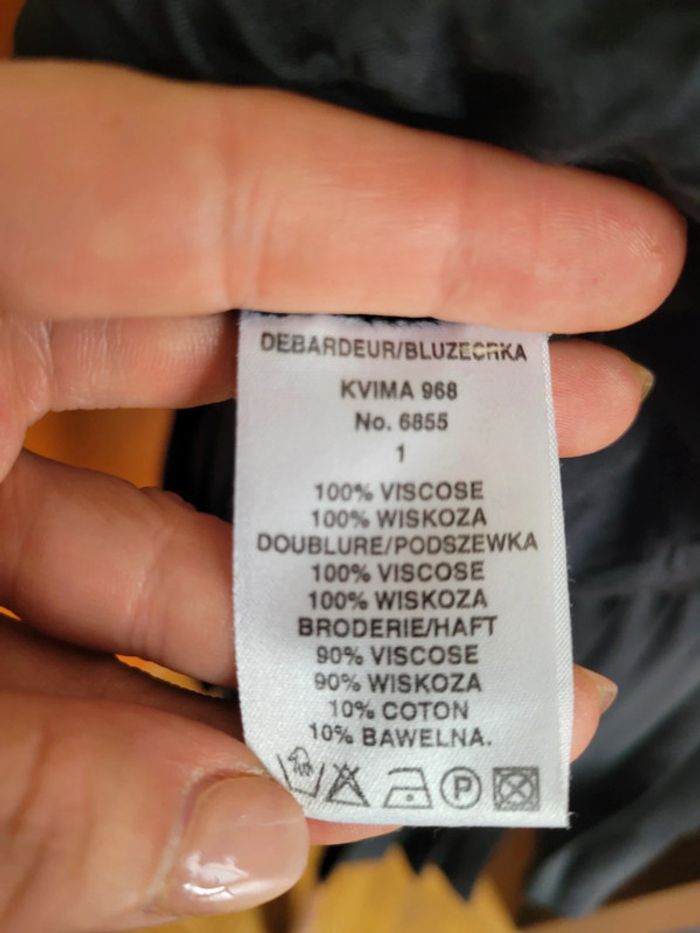 DEBARDEUR/BLUZECRKA
KVIMA 968
No. 6855
1
100% VISCOSE
100% WISKOZA
DOUBLURE/PODSZEWKA
100% VISCOSE
100% WISKOZA
BRODERIE/HAFT
90% VISCOSE
90% WISKOZA
10% COTON
10% BAWELNA.
P